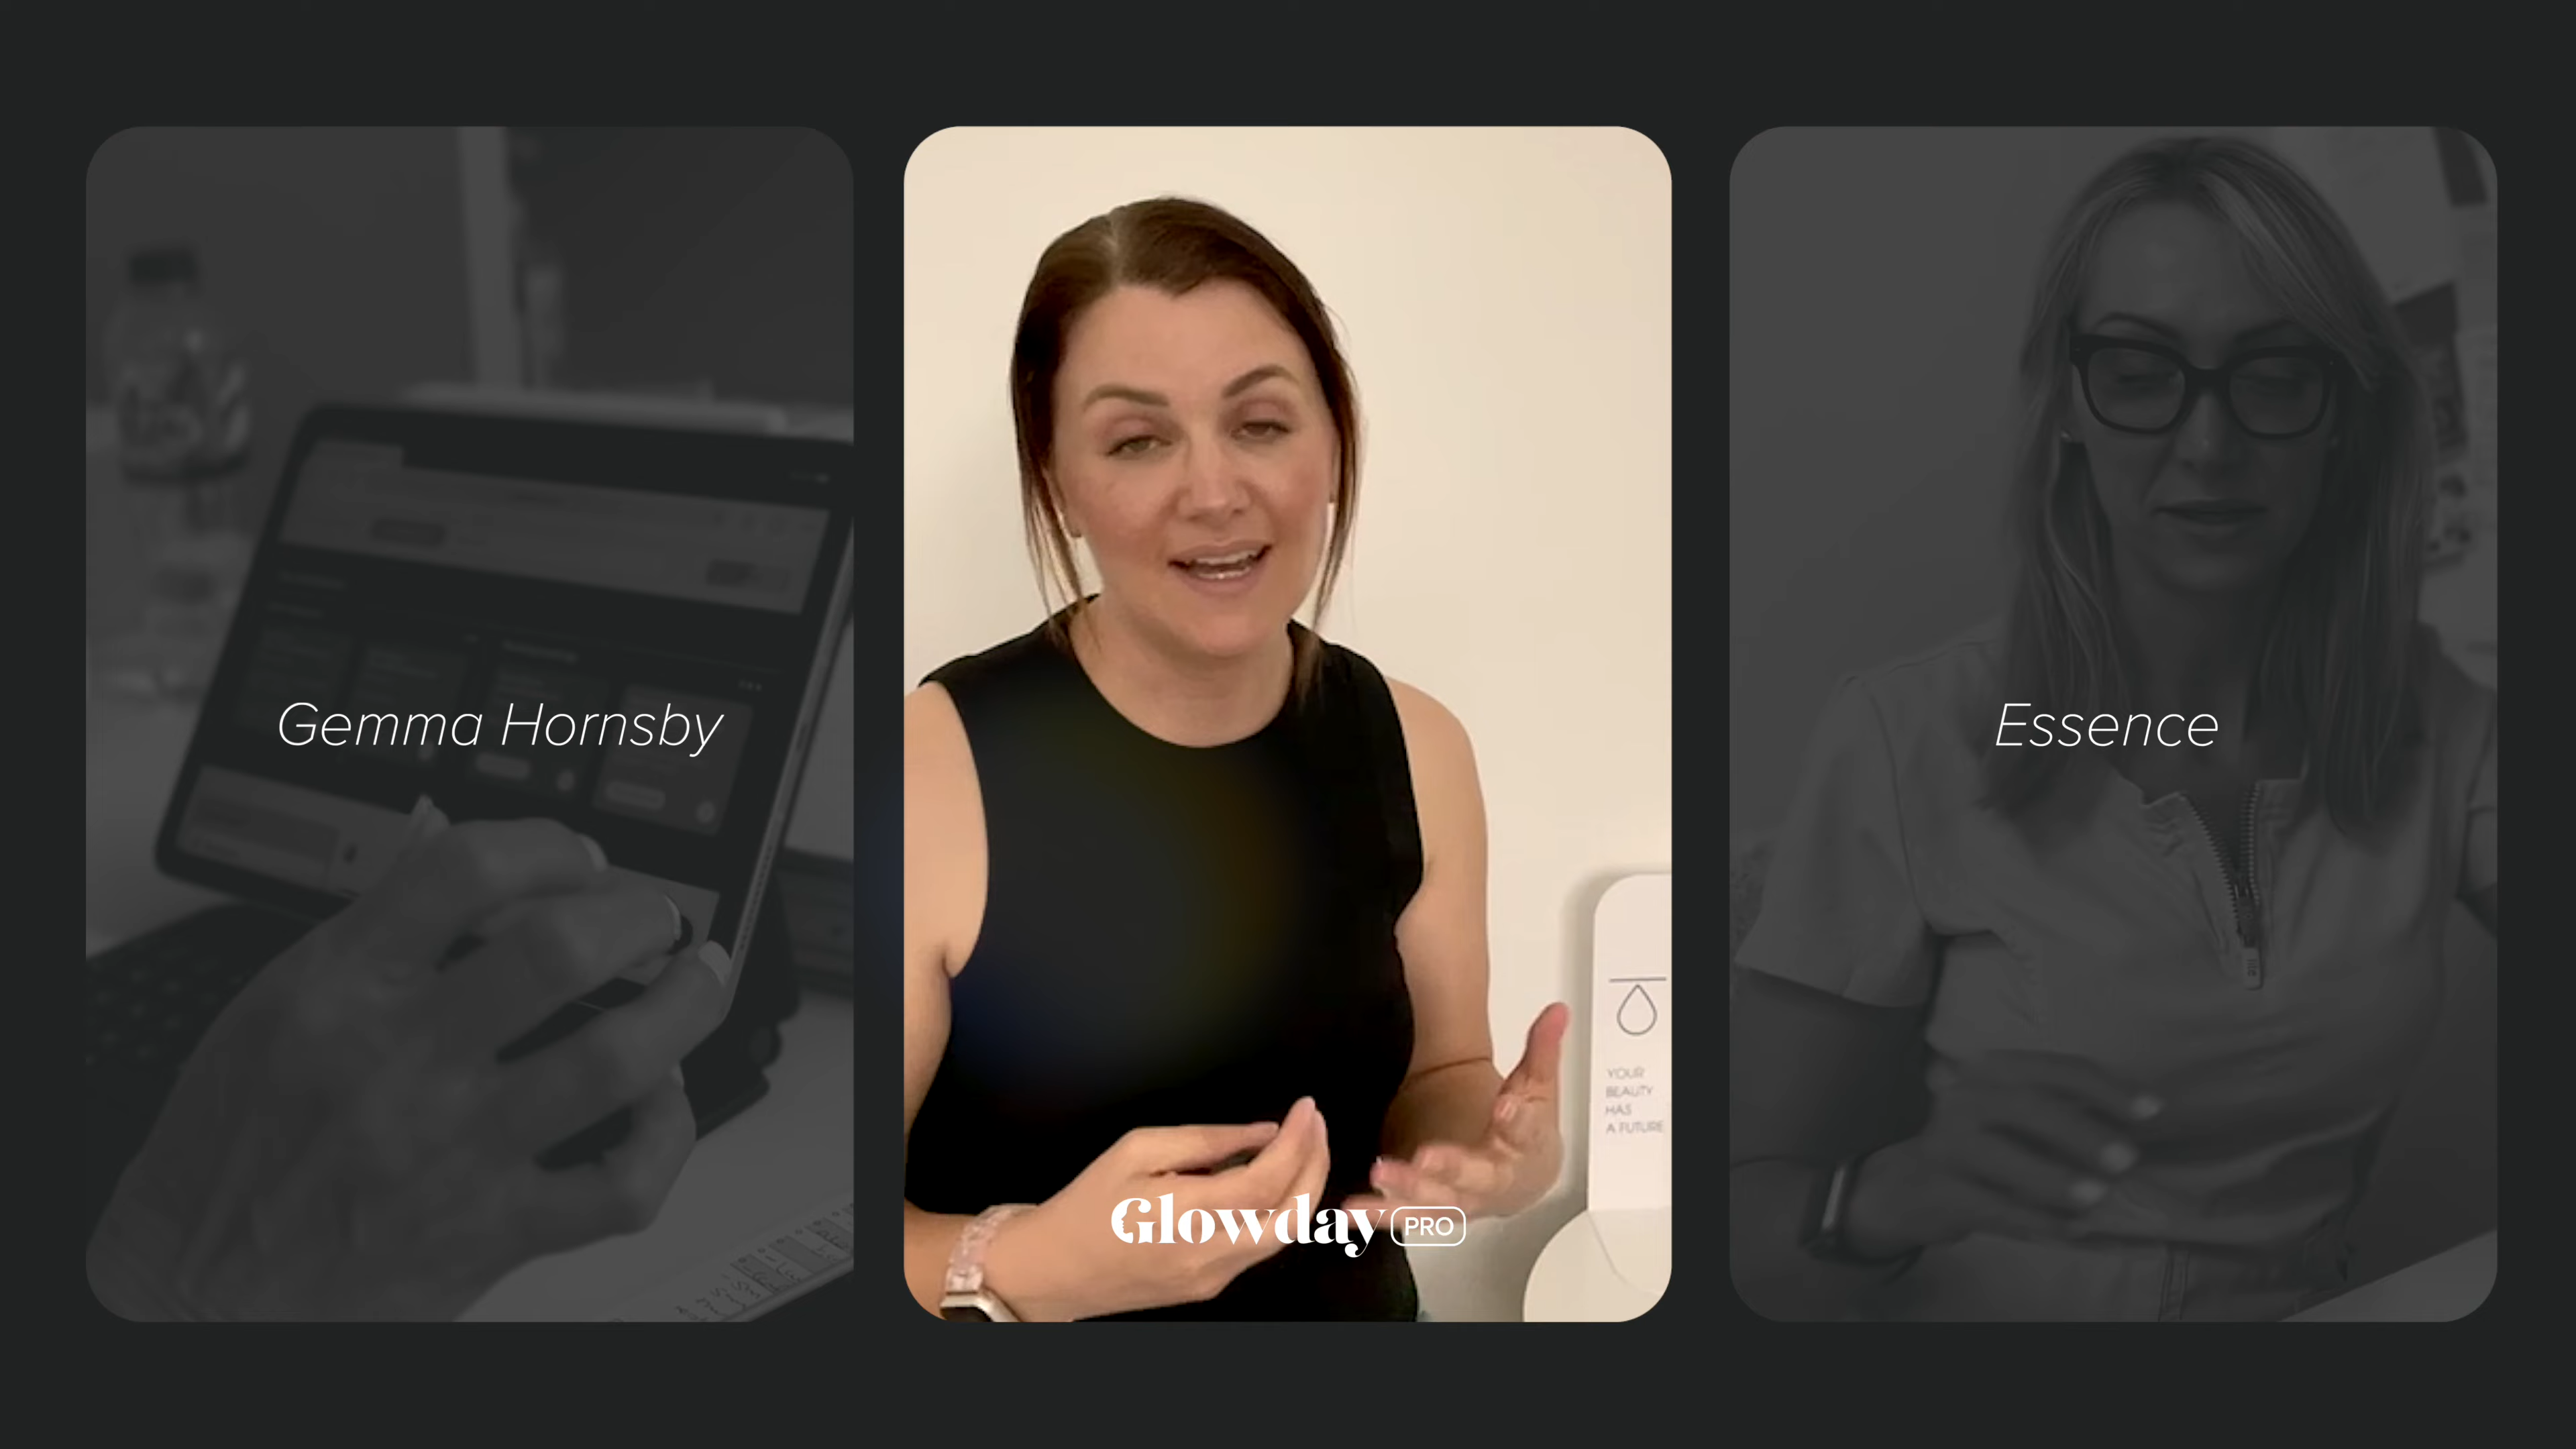 Gemma Hornsby
Essence
YOUR
BEAUTY
HAS
A FUTURE
Glowday PRO